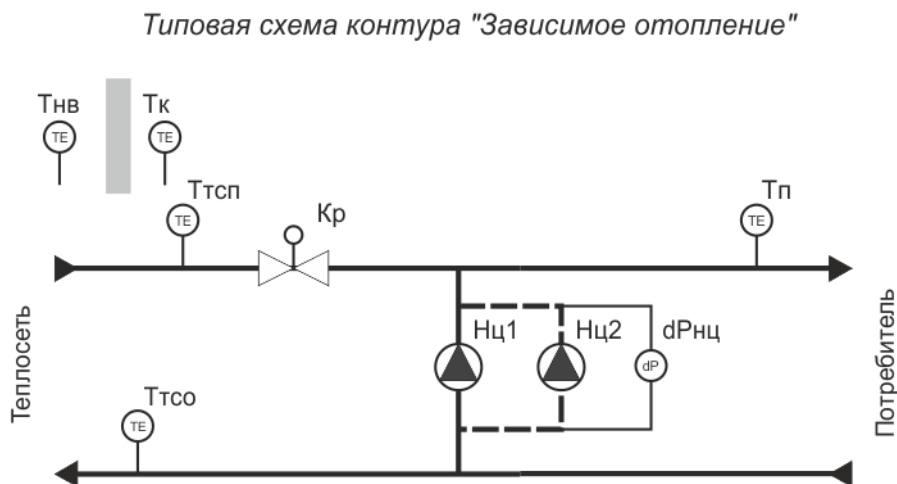 Типовая схема контура "Зависимое отопление"
Тнв
Тк
TE
TE
Ттсп
Кр
Тп
TE
TE
Нц1
Нц2
dPнц
dP
Теплосеть
Потребитель
Ттсо
TE